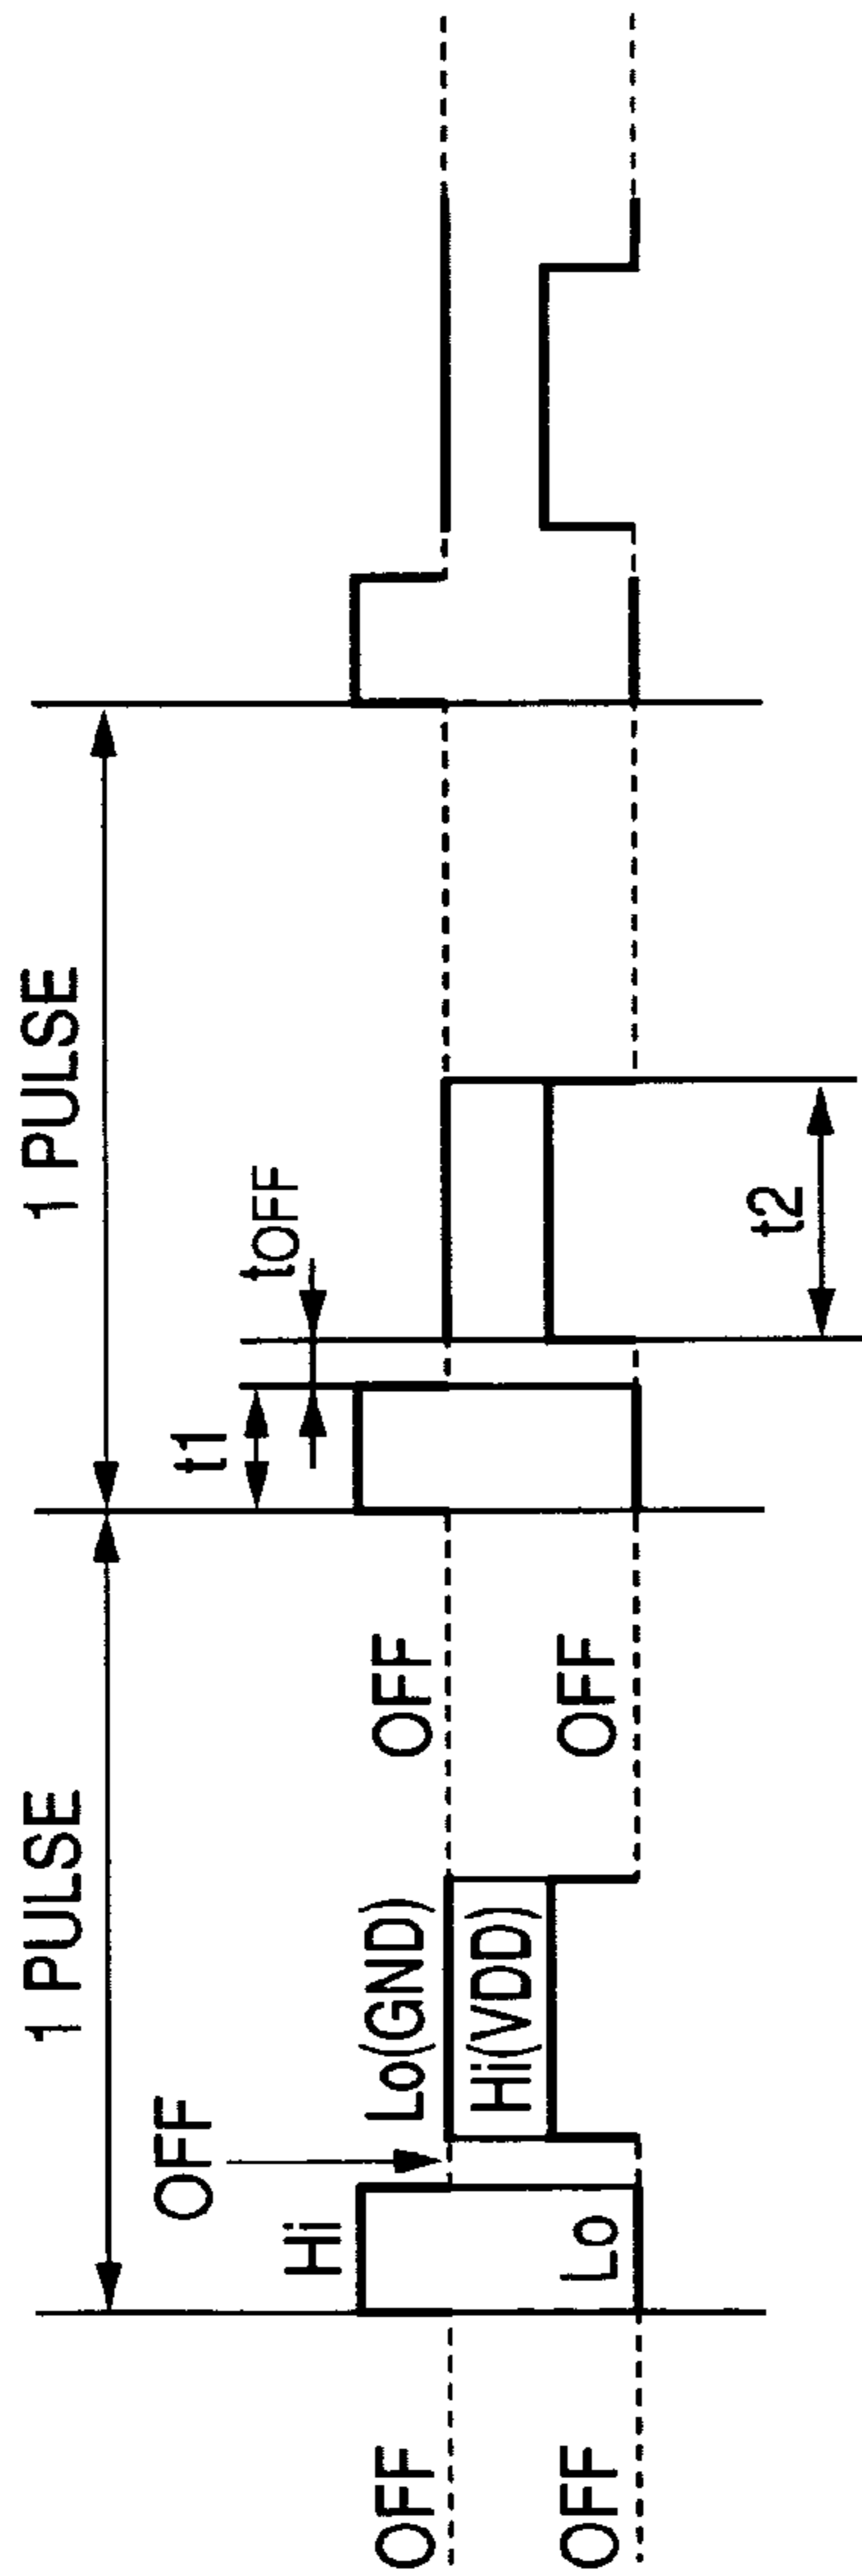 1 PULSE
1 PULSE
OFF
t1
tOFF
Hi
OFF
Lo(GND)
OFF
Hi(VDD)
OFF
Lo
OFF
t2